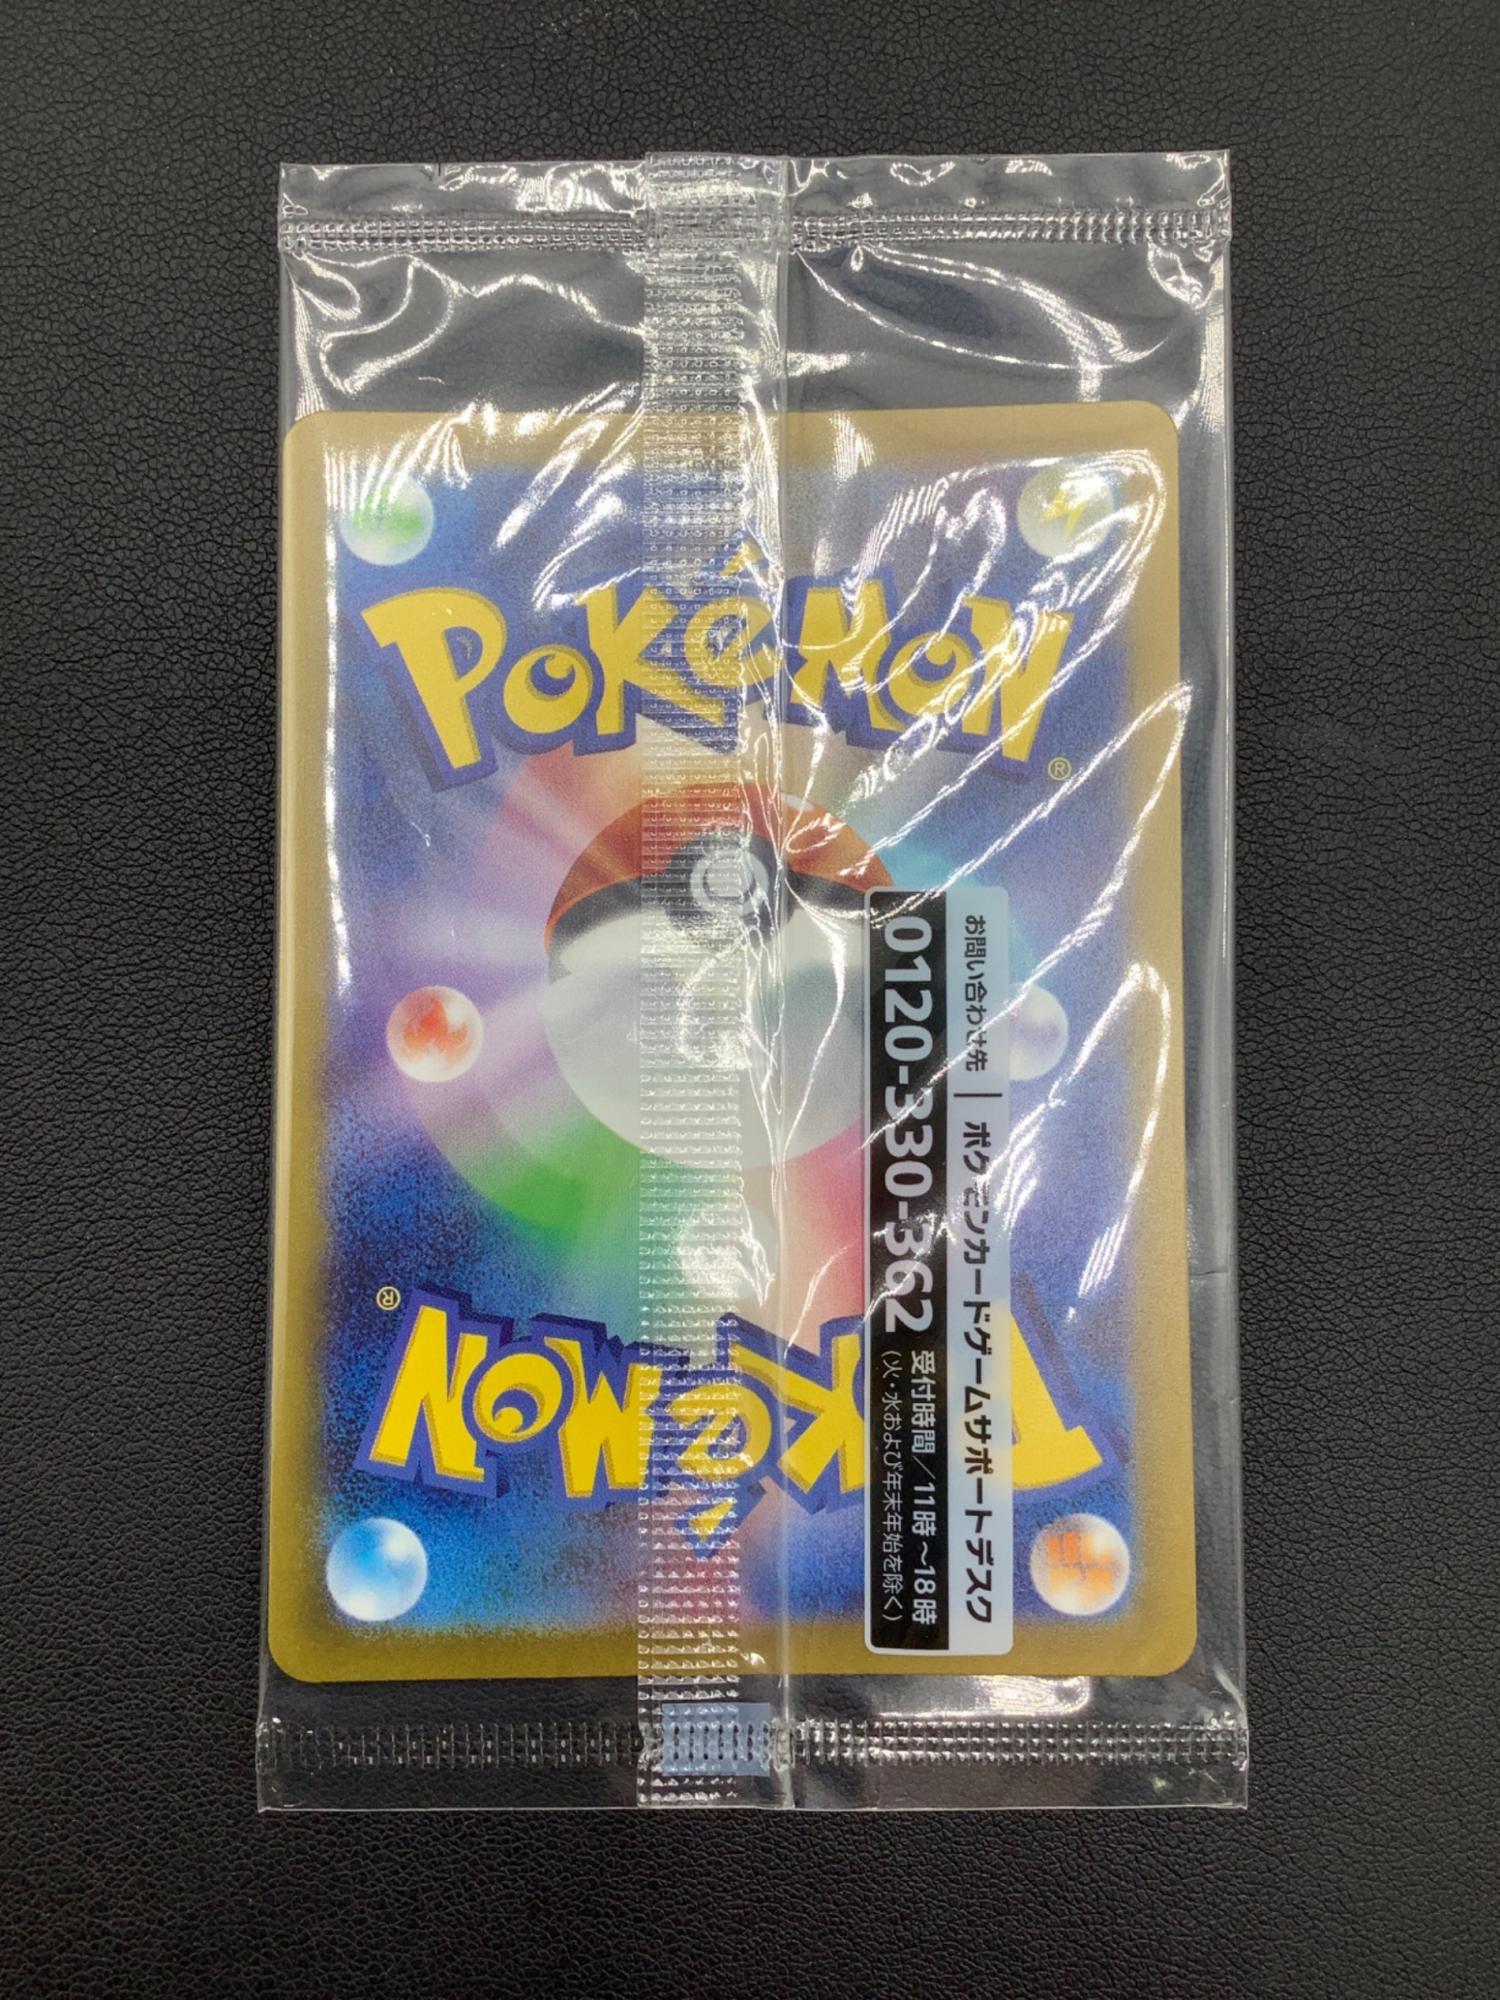 POKÉMON
®
お問い合わせ先 | ポケモンカードゲームサポートデスク
0120-330-362 受付時間/11時~18時
(火・水および年末年始を除く)
POKÉMON
®